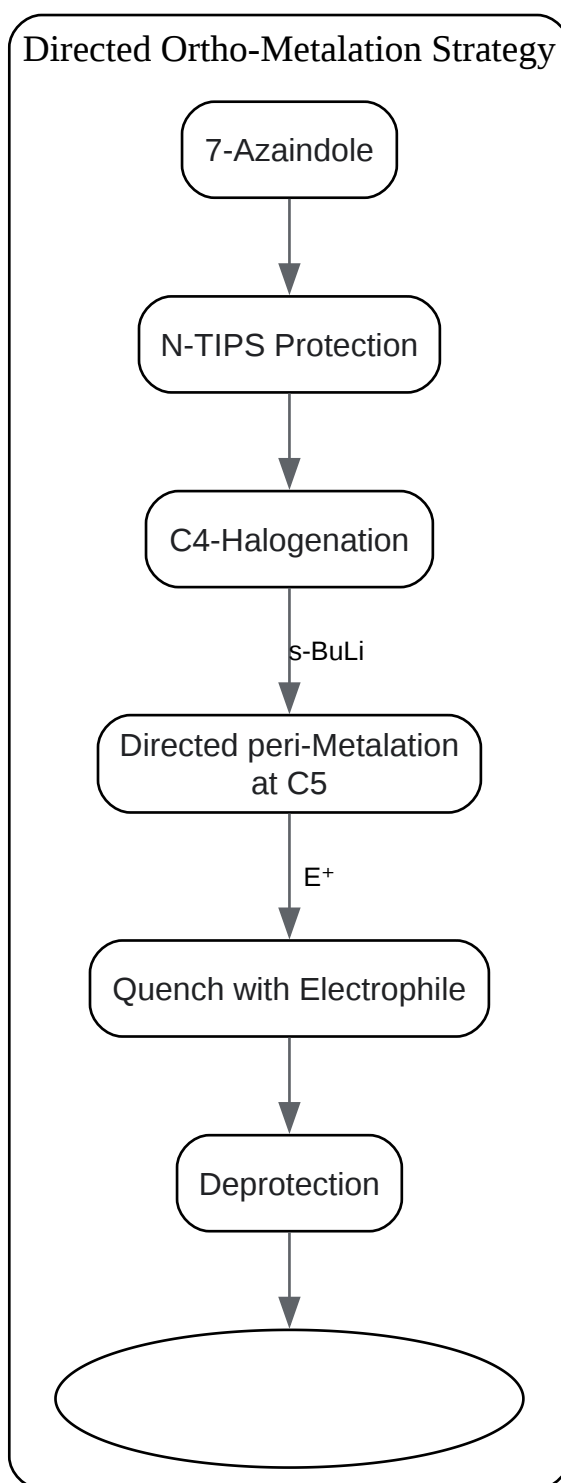 Directed Ortho-Metalation Strategy
7-Azaindole
N-TIPS Protection
C4-Halogenation
s-BuLi
Directed peri-Metalation
at C5
E⁺
Quench with Electrophile
Deprotection